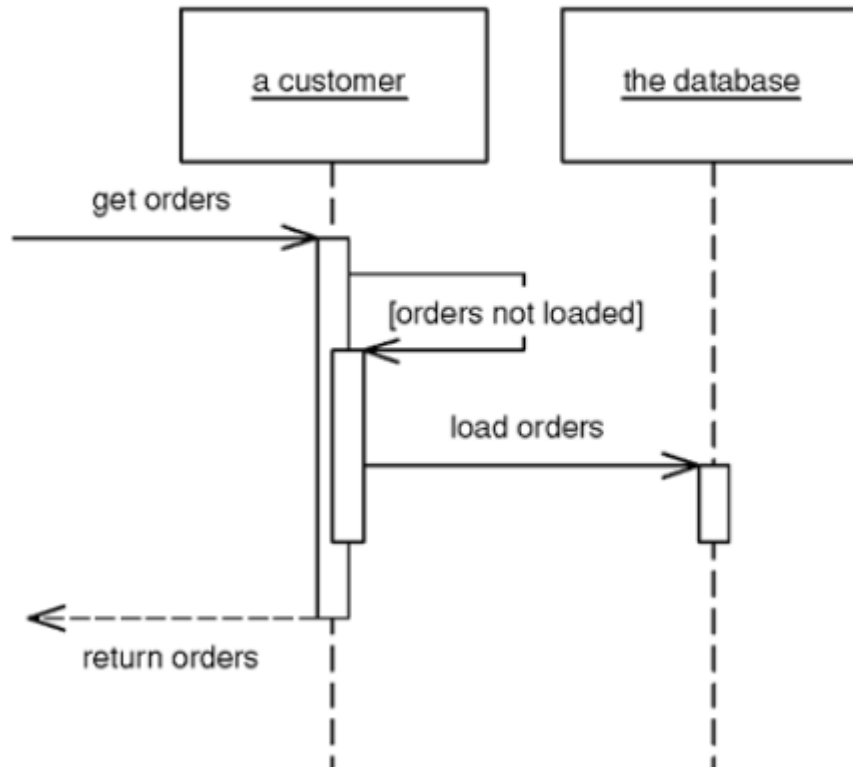 a customer
the database
get orders
[orders not loaded]
load orders
return orders